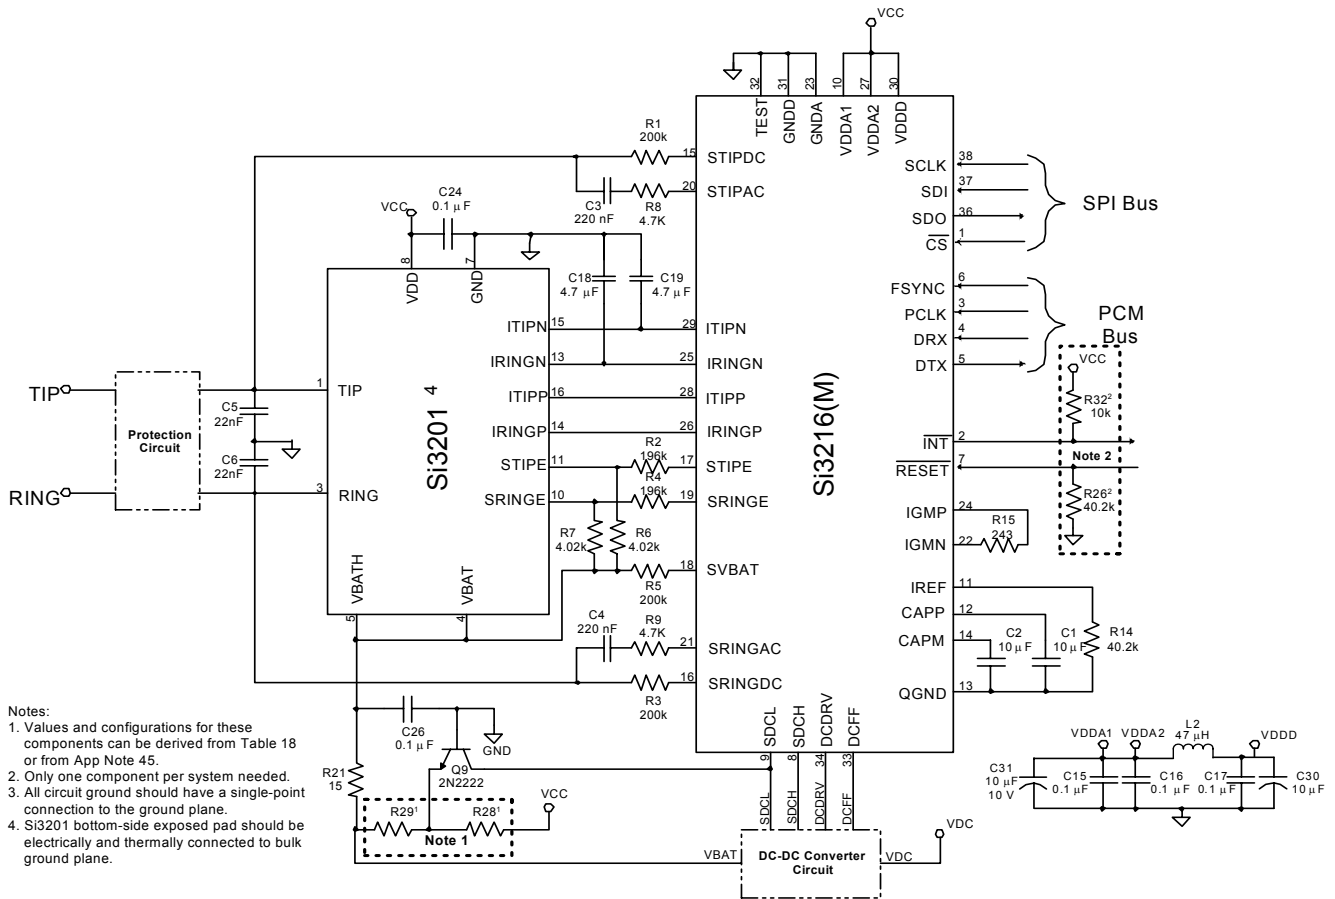 VCC
32
31
23
10
27
30
TEST
GNDD
GNDA
VDDA1
VDDA2
VDDD
R1
200k
15
STIPDC
20
STIPAC
C3
220 nF
R8
4.7K
SCLK
38
SDI
37
SDO
36
CS
1
SPI Bus
FSYNC
6
PCLK
3
DRX
4
DTX
5
PCM
Bus
C24
0.1 µF
VCC
8
7
VDD
GND
C18
4.7 µF
C19
4.7 µF
ITIPN
15
29
ITIPN
IRINGN
13
25
IRINGN
ITIPP
16
28
ITIPP
IRINGP
14
26
IRINGP
STIPE
11
R2
196k
17
STIPE
SRINGE
10
R4
196k
19
SRINGE
R7
4.02k
R6
4.02k
R5
200k
18
SVBAT
TIP
RING
Protection
Circuit
C5
22nF
C6
22nF
1
TIP
3
RING
Si3201 4
VBATH
VBAT
5
4
Si3216(M)
VCC
R32²
10k
INT
2
Note 2
RESET
7
R26²
40.2k
IGMP
24
R15
243
IGMN
22
IREF
11
CAPP
12
CAPM
14
C2
10 µF
C1
10 µF
R14
40.2k
QGND
13
C4
220 nF
R9
4.7K
21
SRINGAC
16
SRINGDC
R3
200k
SDCL
SDCH
DCDRV
DCFF
9
8
34
33
SDCL
SDCH
DCDRV
DCFF
C26
0.1 µF
GND
Q9
2N2222
R21
15
R29¹
R28¹
Note 1
VCC
VBAT
DC-DC Converter
Circuit
VDC
VDC
L2
47 µH
VDDA1
VDDA2
VDDD
C31
10 µF
10 V
C15
0.1 µF
C16
0.1 µF
C17
0.1 µF
C30
10 µF
Notes:
1. Values and configurations for these
components can be derived from Table 18
or from App Note 45.
2. Only one component per system needed.
3. All circuit ground should have a single-point
connection to the ground plane.
4. Si3201 bottom-side exposed pad should be
electrically and thermally connected to bulk
ground plane.